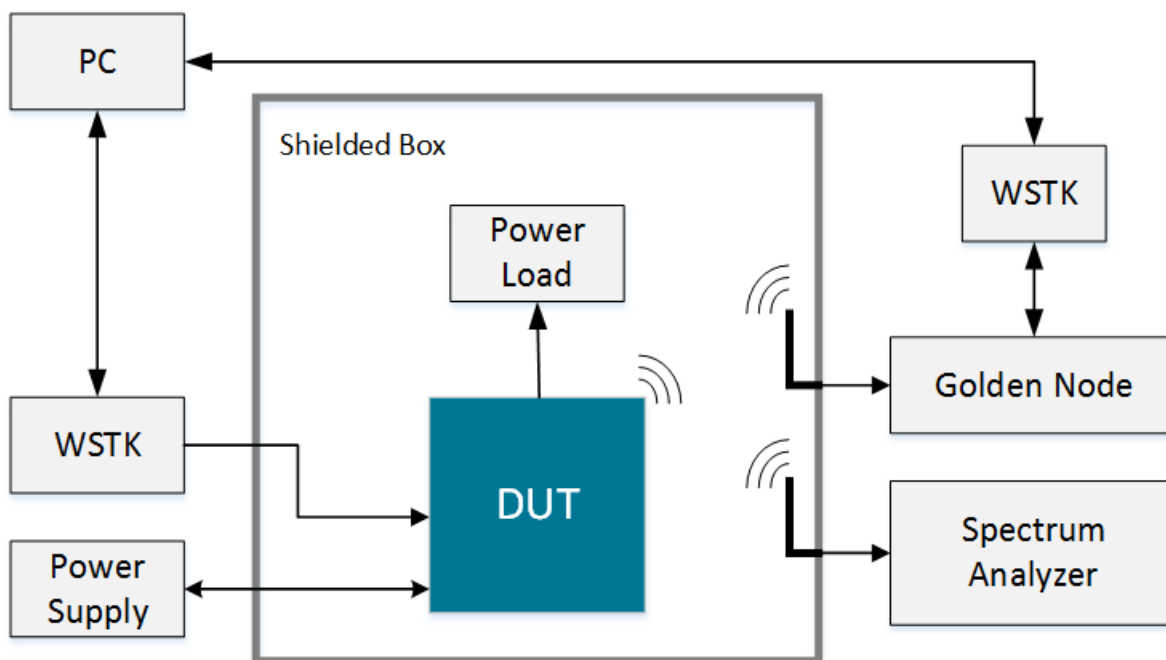 PC
Shielded Box
WSTK
Power
Load
Golden Node
WSTK
DUT
Spectrum
Analyzer
Power
Supply